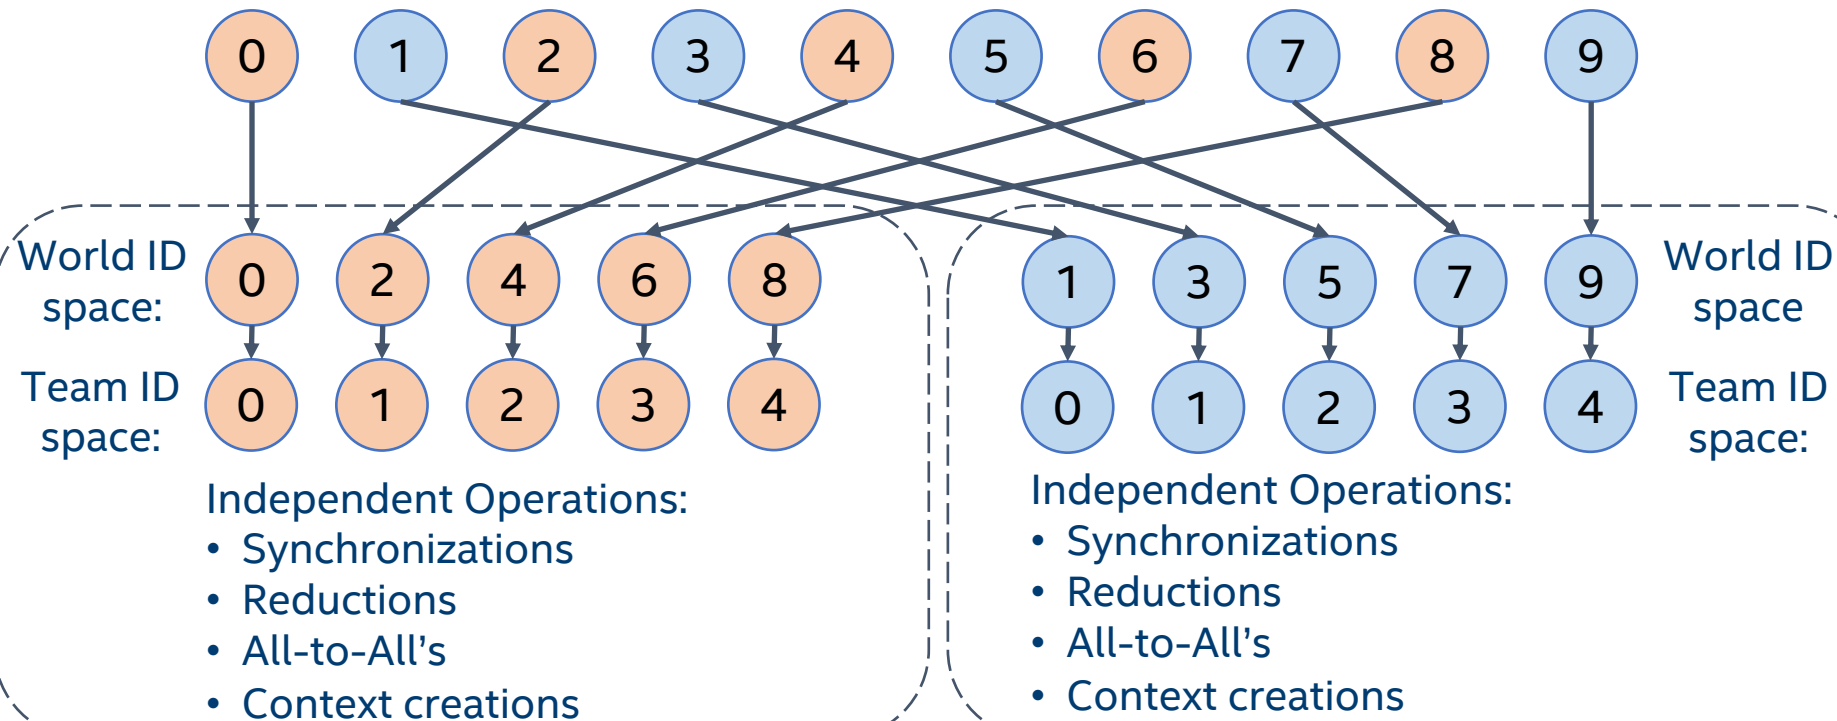 0 1 2 3 4 5 6 7 8 9
World ID
space:
0 2 4 6 8
Team ID
space:
0 1 2 3 4
Independent Operations:
• Synchronizations
• Reductions
• All-to-All’s
• Context creations
1 3 5 7 9
World ID
space
0 1 2 3 4
Team ID
space:
Independent Operations:
• Synchronizations
• Reductions
• All-to-All’s
• Context creations